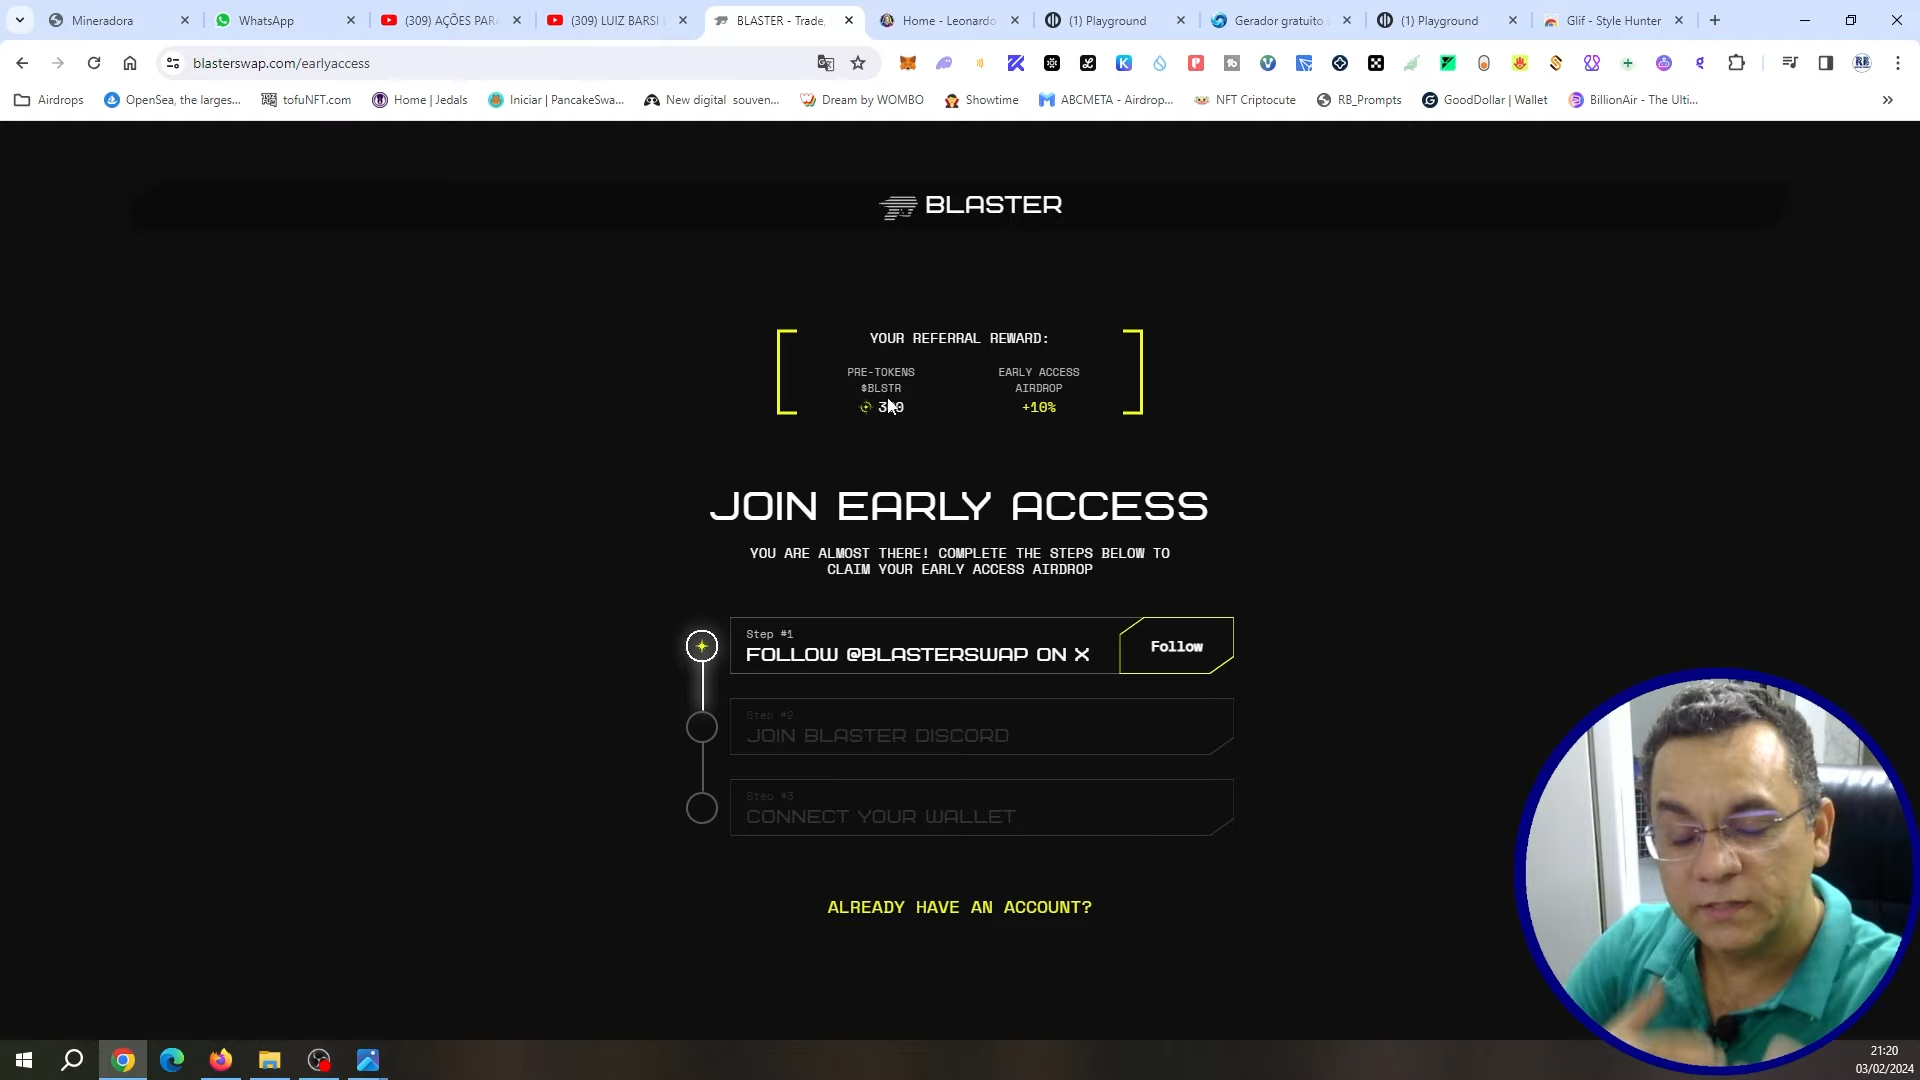 Mineradora
WhatsApp
(309) AÇÕES PARA
(309) LUIZ BARSI
BLASTER - Trade,
Home - Leonardo
(1) Playground
Gerador gratuito
(1) Playground
Glif - Style Hunter
blasterswap.com/earlyaccess
Airdrops
OpenSea, the larges...
tofuNFT.com
Home | Jedals
Iniciar | PancakeSwa...
New digital souven...
Dream by WOMBO
Showtime
ABCMETA - Airdrop...
NFT Criptocute
RB_Prompts
GoodDollar | Wallet
BillionAir - The Ulti...
BLASTER
YOUR REFERRAL REWARD:
PRE-TOKENS
$BLSTR
EARLY ACCESS
AIRDROP
+10%
JOIN EARLY ACCESS
YOU ARE ALMOST THERE! COMPLETE THE STEPS BELOW TO
CLAIM YOUR EARLY ACCESS AIRDROP
Step #1
FOLLOW @BLASTERSWAP ON X
Follow
Step #2
JOIN BLASTER DISCORD
Step #3
CONNECT YOUR WALLET
ALREADY HAVE AN ACCOUNT?
21:20
03/02/2024